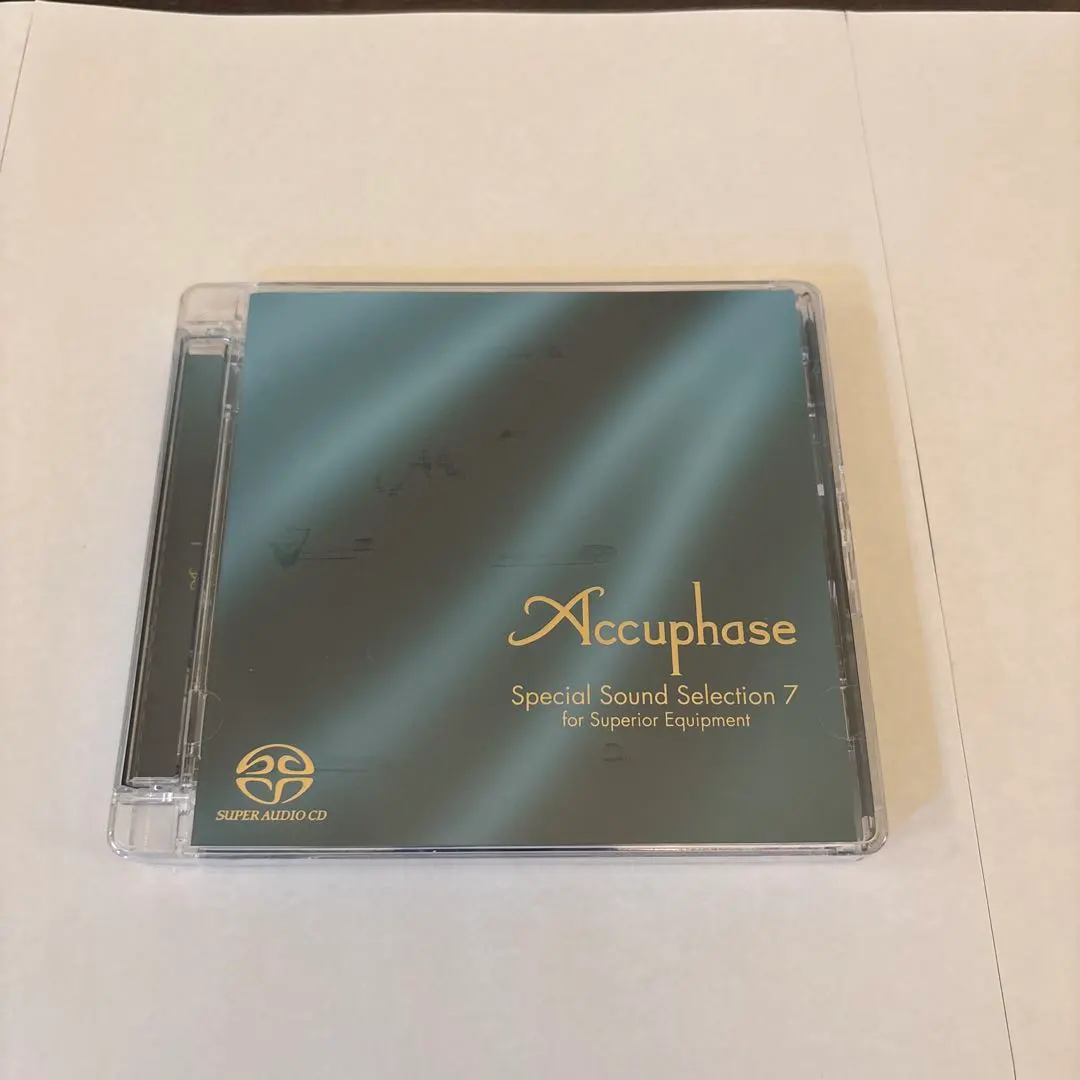 Accuphase
Special Sound Selection 7
for Superior Equipment
SUPER AUDIO CD